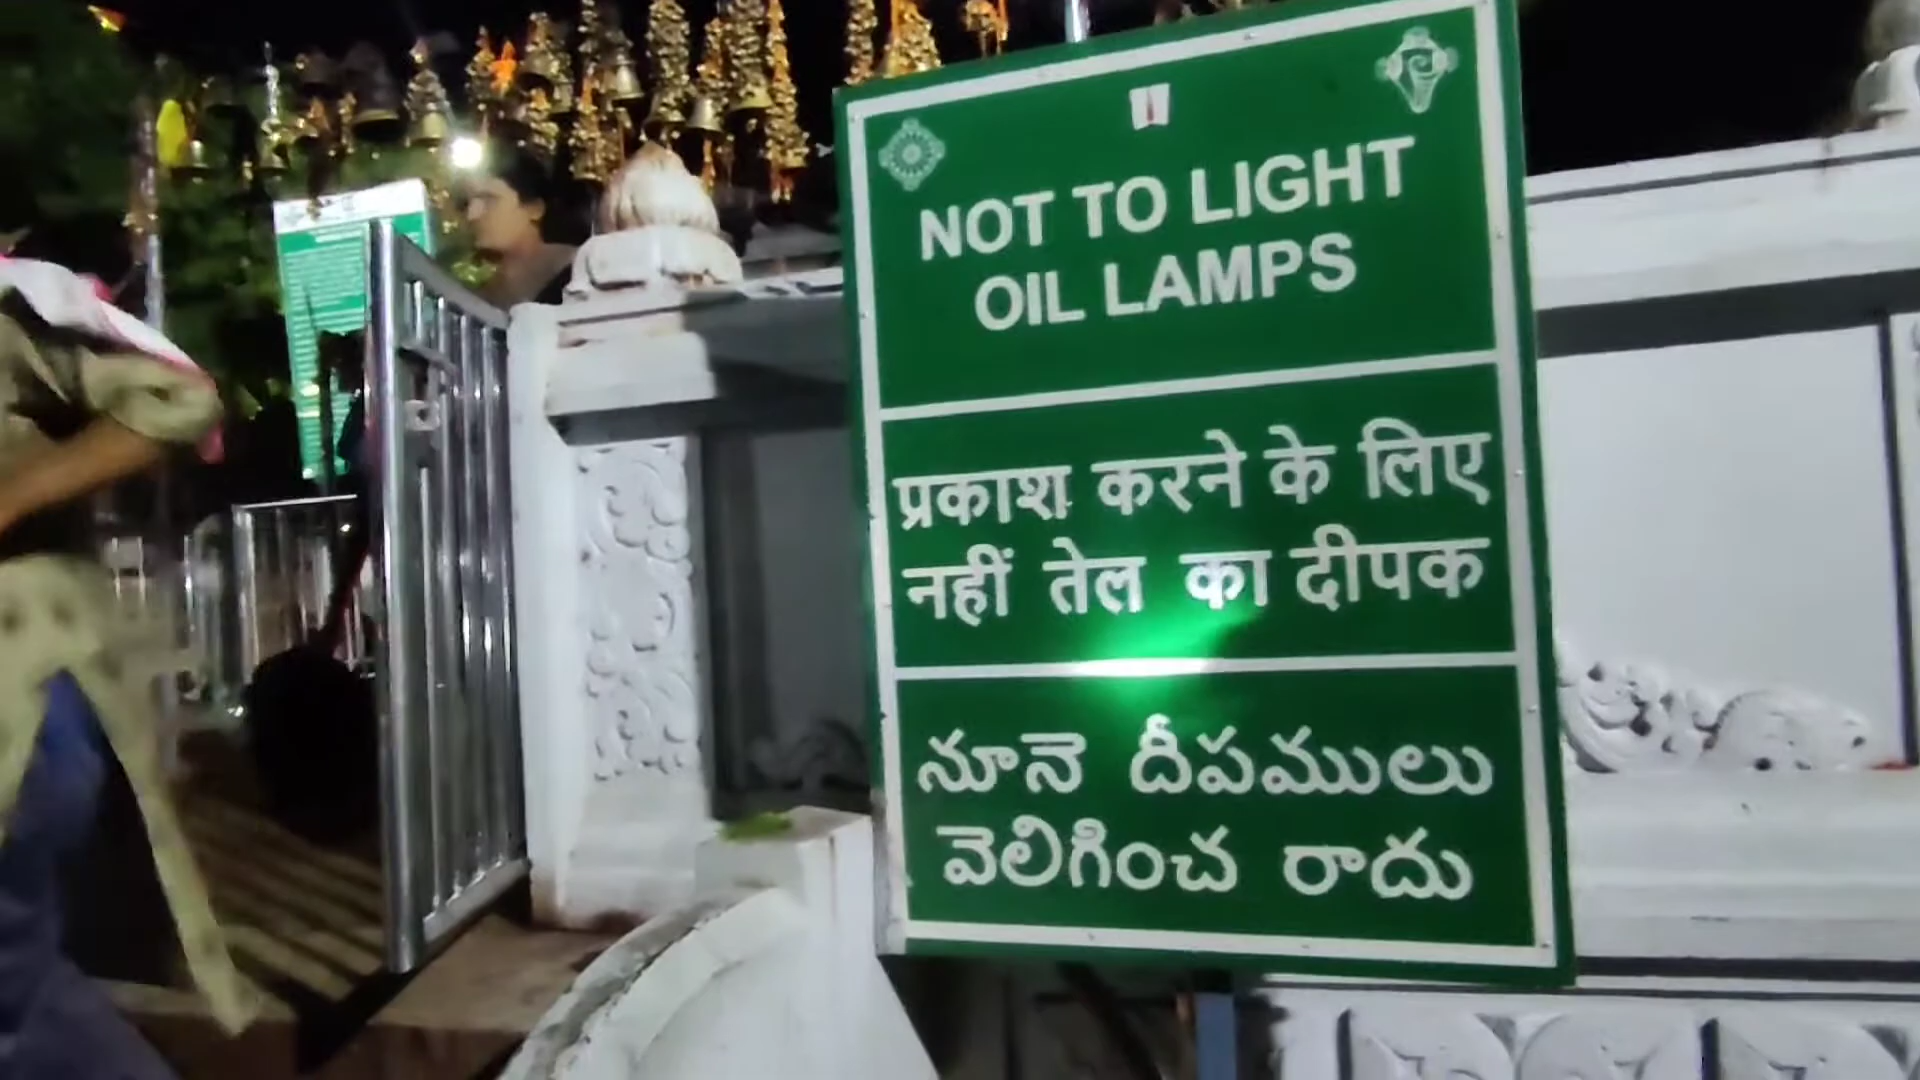 NOT TO LIGHT
OIL LAMPS
प्रकाश करने के लिए
नहीं तेल का दीपक
నూనె దీపములు
వెలిగించ రాదు